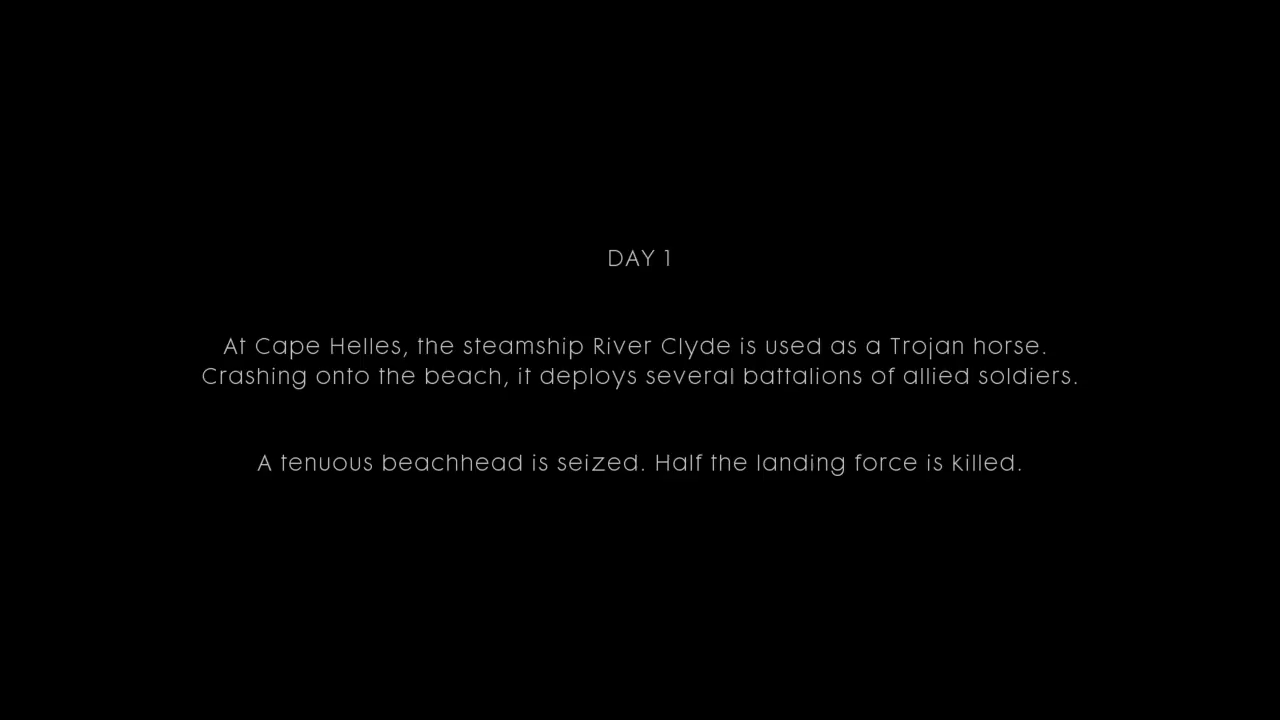 DAY 1
At Cape Helles, the steamship River Clyde is used as a Trojan horse.
Crashing onto the beach, it deploys several battalions of allied soldiers.
A tenuous beachhead is seized. Half the landing force is killed.